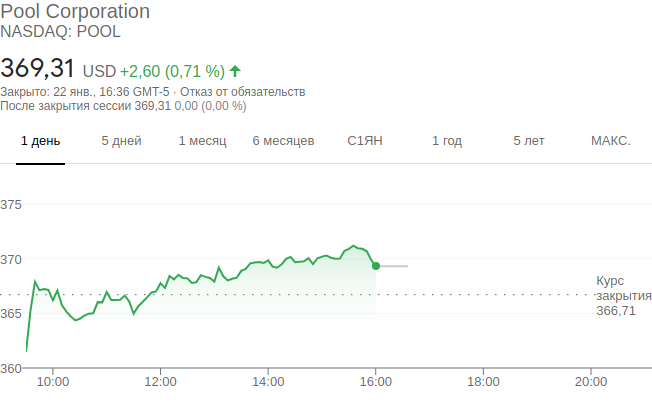 Pool Corporation
NASDAQ: POOL
369,31 USD +2,60 (0,71 %)
Закрыто: 22 янв., 16:36 GMT-5 · Отказ от обязательств
После закрытия сессии 369,31 0,00 (0,00 %)
1 день 5 дней 1 месяц 6 месяцев С1ЯН 1 год 5 лет МАКС.
375
370
Курс
закрытия
366,71
365
360
10:00 12:00 14:00 16:00 18:00 20:00